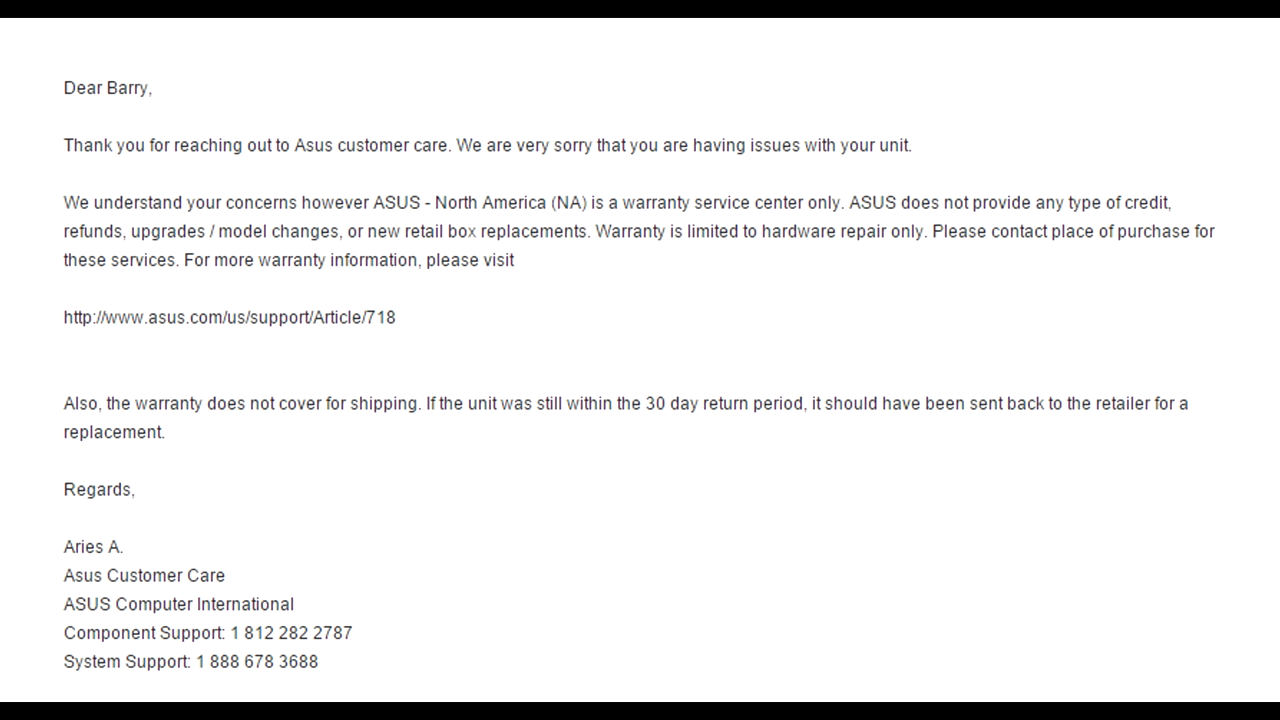 Dear Barry,
Thank you for reaching out to Asus customer care. We are very sorry that you are having issues with your unit.
We understand your concerns however ASUS - North America (NA) is a warranty service center only. ASUS does not provide any type of credit,
refunds, upgrades / model changes, or new retail box replacements. Warranty is limited to hardware repair only. Please contact place of purchase for
these services. For more warranty information, please visit
http://www.asus.com/us/support/Article/718
Also, the warranty does not cover for shipping. If the unit was still within the 30 day return period, it should have been sent back to the retailer for a
replacement.
Regards,
Aries A.
Asus Customer Care
ASUS Computer International
Component Support: 1 812 282 2787
System Support: 1 888 678 3688